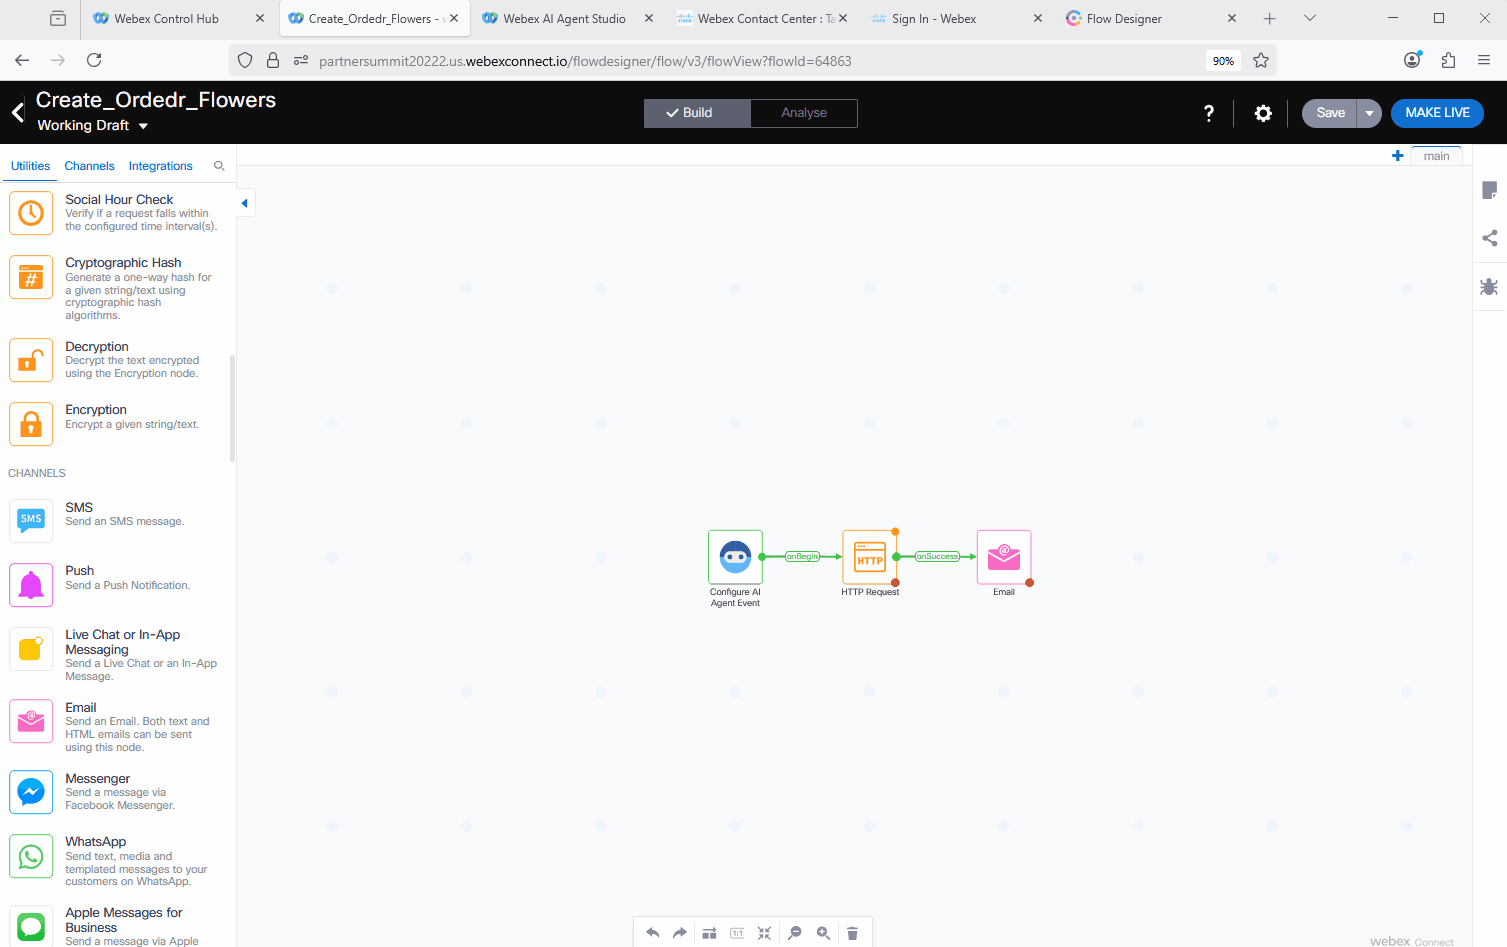 Webex Control Hub
Create_Ordedr_Flowers - w
Webex AI Agent Studio
Webex Contact Center : Ta
Sign In - Webex
Flow Designer
partnersummit20222.us.webexconnect.io/flowdesigner/flow/v3/flowView?flowId=64863
90%
Create_Ordedr_Flowers
Working Draft
Build
Analyse
?
Save
MAKE LIVE
Utilities
Channels
Integrations
main
Social Hour Check
Verify if a request falls within
the configured time interval(s).
Cryptographic Hash
Generate a one-way hash for
a given string/text using
cryptographic hash
algorithms.
Decryption
Decrypt the text encrypted
using the Encryption node.
Encryption
Encrypt a given string/text.
CHANNELS
SMS
SMS
Send an SMS message.
Push
Send a Push Notification.
Live Chat or In-App
Messaging
Send a Live Chat or an In-App
Message.
Email
Send an Email. Both text and
HTML emails can be sent
using this node.
Messenger
Send a message via
Facebook Messenger.
WhatsApp
Send text, media and
templated messages to your
customers on WhatsApp.
Apple Messages for
Business
Send a message via Apple
onBegin
HTTP
onSuccess
Configure AI
Agent Event
HTTP Request
Email
1:1
webex Connect